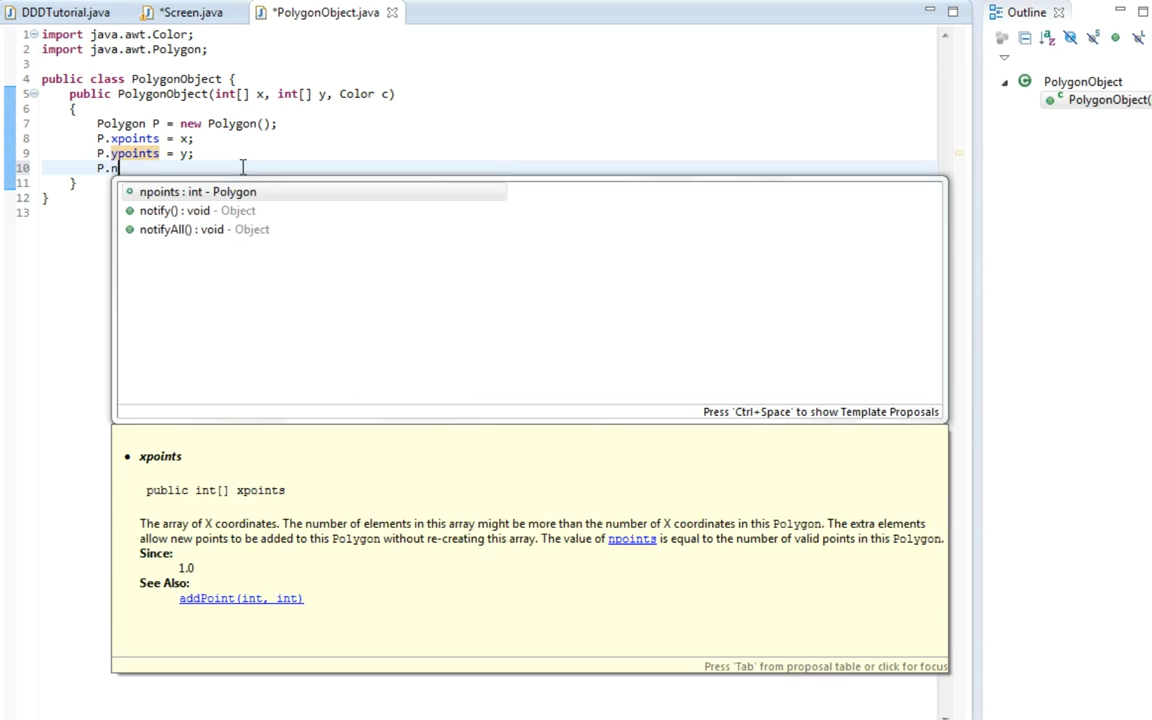 DDDTutorial.java *Screen.java *PolygonObject.java
Outline
1 import java.awt.Color;
2 import java.awt.Polygon;
3
4 public class PolygonObject {
5 public PolygonObject(int[] x, int[] y, Color c)
6 {
7 Polygon P = new Polygon();
8 P.xpoints = x;
9 P.ypoints = y;
10 P.n
11 }
12 }
13
PolygonObject
PolygonObject(
npoints : int - Polygon
notify() : void - Object
notifyAll() : void - Object
Press 'Ctrl+Space' to show Template Proposals
• xpoints
public int[] xpoints
The array of X coordinates. The number of elements in this array might be more than the number of X coordinates in this Polygon. The extra elements
allow new points to be added to this Polygon without re-creating this array. The value of npoints is equal to the number of valid points in this Polygon.
Since:
1.0
See Also:
addPoint(int, int)
Press 'Tab' from proposal table or click for focus